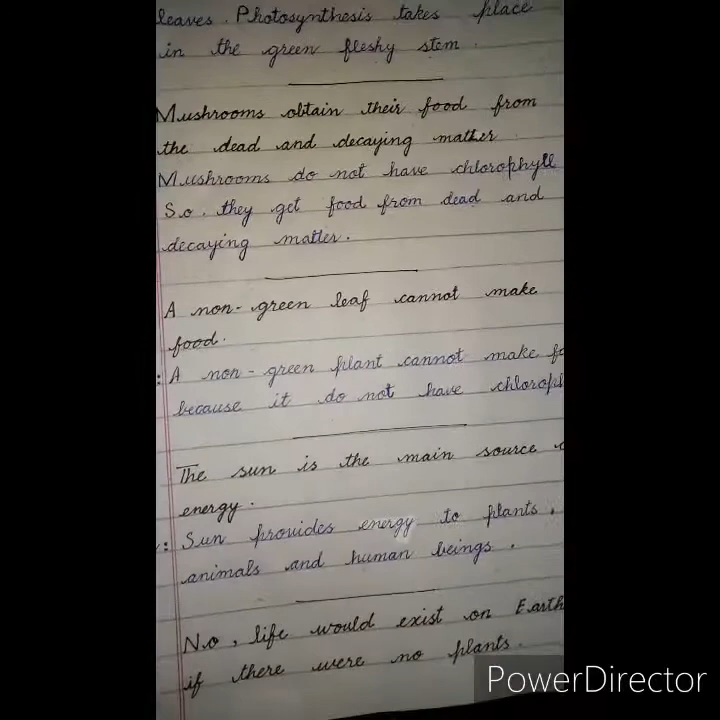 leaves. Photosynthesis takes place
in the green fleshy stem.
Mushrooms obtain their food from
the dead and decaying matter.
Mushrooms do not have chlorophyll
So, they get food from dead and
decaying matter.
A non-green leaf cannot make
food.
: A non-green plant cannot make
because it do not have
The sun is the main source
energy.
: Sun provides energy to plants,
animals and human beings.
No, life would exist on Earth
if there were no plants.
PowerDirector